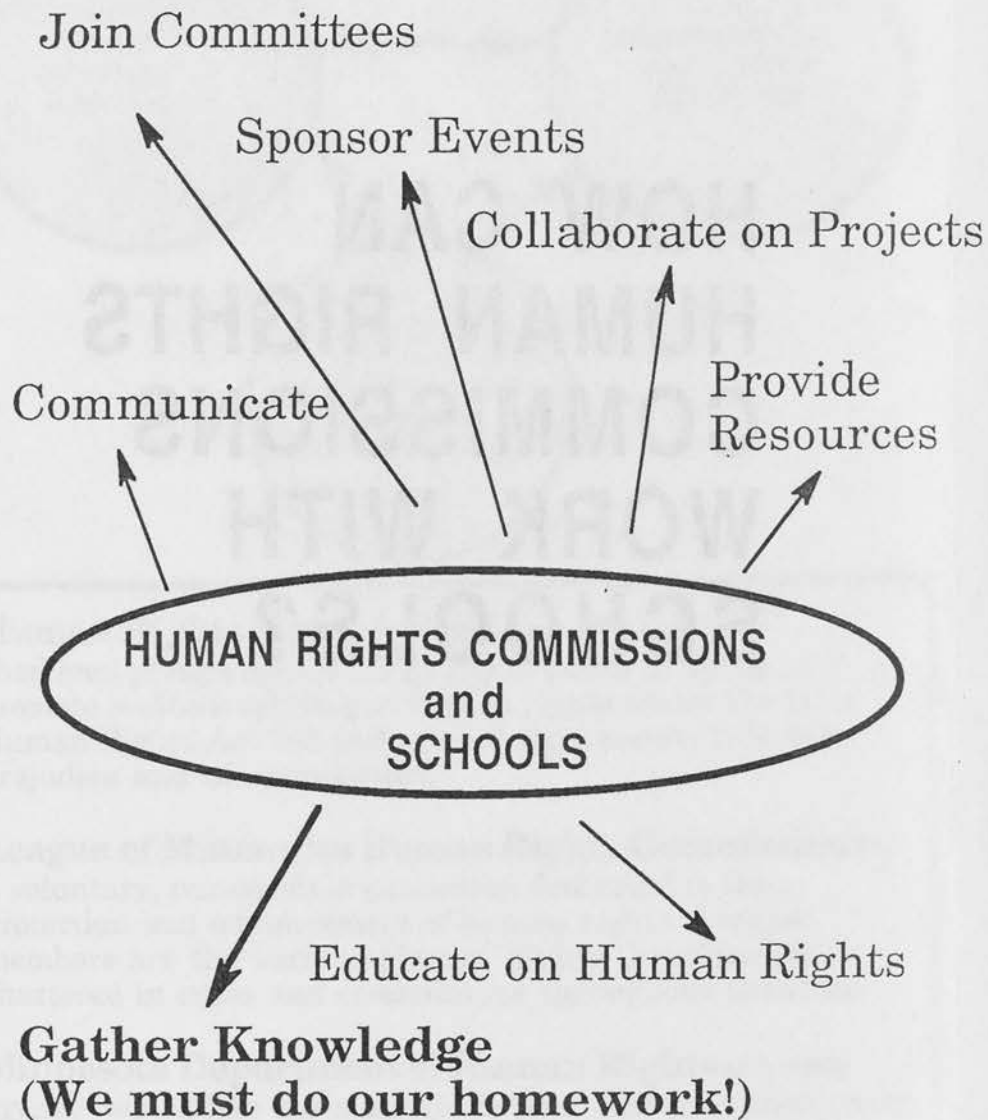 Join Committees
Sponsor Events
Collaborate on Projects
Communicate
Provide
Resources
HUMAN RIGHTS COMMISSIONS
and
SCHOOLS
Educate on Human Rights
Gather Knowledge
(We must do our homework!)